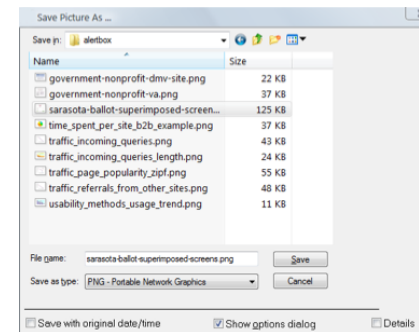 Save Picture As ...
Save in: alertbox
Name Size
government-nonprofit-dmv-site.png 22 KB
government-nonprofit-va.png 37 KB
sarasota-ballot-superimposed-screen... 125 KB
time_spent_per_site_b2b_example.png 37 KB
traffic_incoming_queries.png 43 KB
traffic_incoming_queries_length.png 24 KB
traffic_page_popularity_zipf.png 55 KB
traffic_referrals_from_other_sites.png 48 KB
usability_methods_usage_trend.png 11 KB
File name: sarasota-ballot-superimposed-screens.png Save
Save as type: PNG - Portable Network Graphics Cancel
Save with original date/time Show options dialog Details